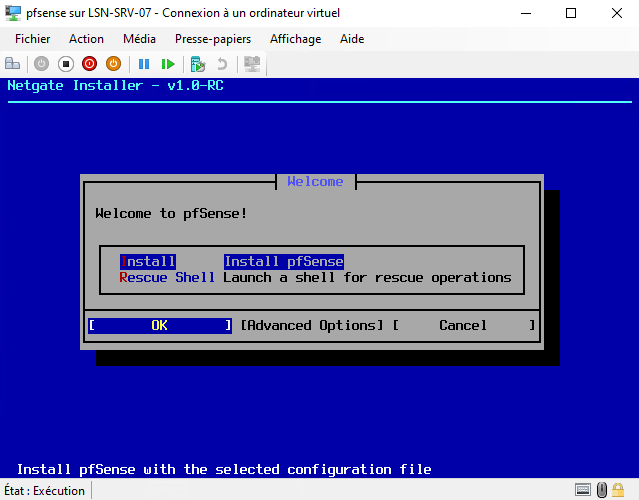 pfsense sur LSN-SRV-07 - Connexion à un ordinateur virtuel
Fichier Action Média Presse-papiers Affichage Aide
Netgate Installer - v1.0-RC
Welcome
Welcome to pfSense!
Install Install pfSense
Rescue Shell Launch a shell for rescue operations
[ OK ] [Advanced Options] [ Cancel ]
Install pfSense with the selected configuration file
État : Exécution